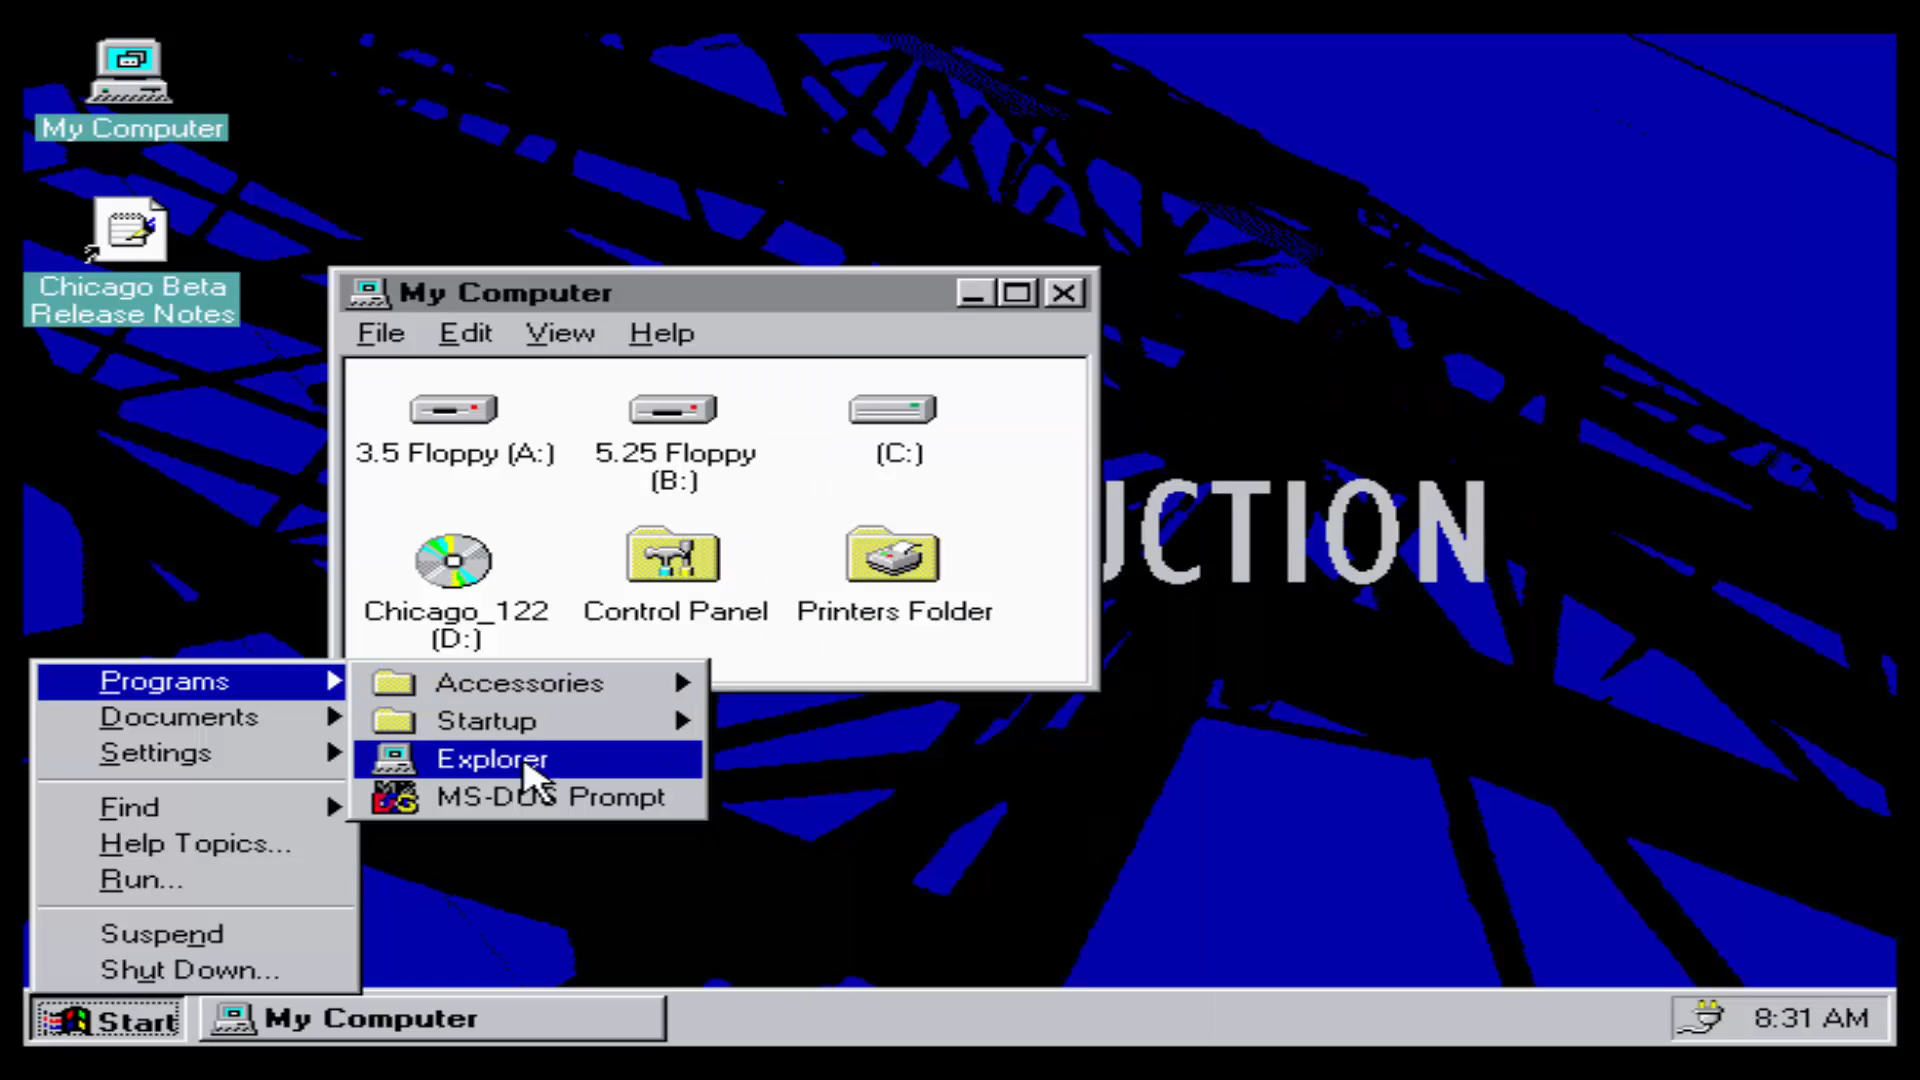 My Computer
Chicago Beta
Release Notes
My Computer
File Edit View Help
3.5 Floppy (A:)
5.25 Floppy
(B:)
(C:)
Chicago_122
(D:)
Control Panel
Printers Folder
UCTION
Programs
Documents
Settings
Find
Help Topics...
Run...
Suspend
Shut Down...
Accessories
Startup
Explorer
MS-DOS Prompt
Start
My Computer
8:31 AM